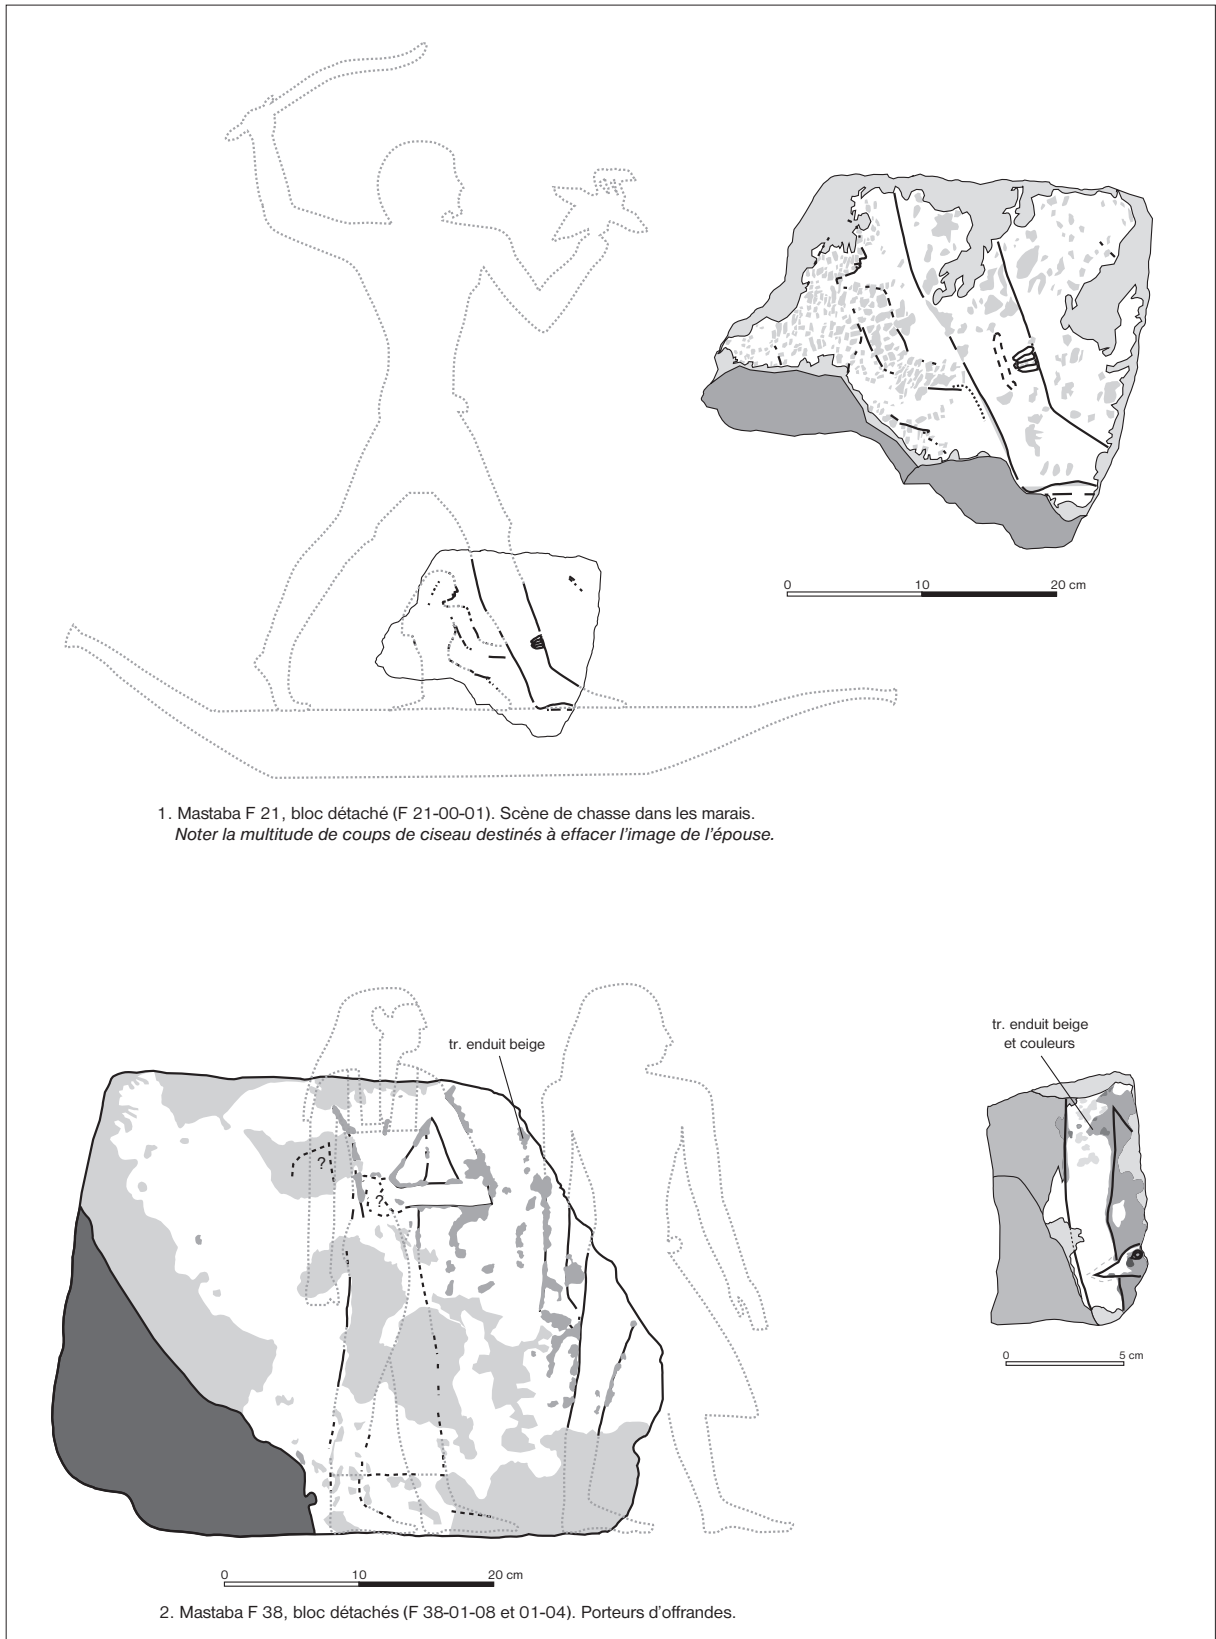 0 10 20 cm
1. Mastaba F 21, bloc détaché (F 21-00-01). Scène de chasse dans les marais.
Noter la multitude de coups de ciseau destinés à effacer l'image de l'épouse.
tr. enduit beige
?
?
tr. enduit beige
et couleurs
0 5 cm
0 10 20 cm
2. Mastaba F 38, bloc détachés (F 38-01-08 et 01-04). Porteurs d'offrandes.